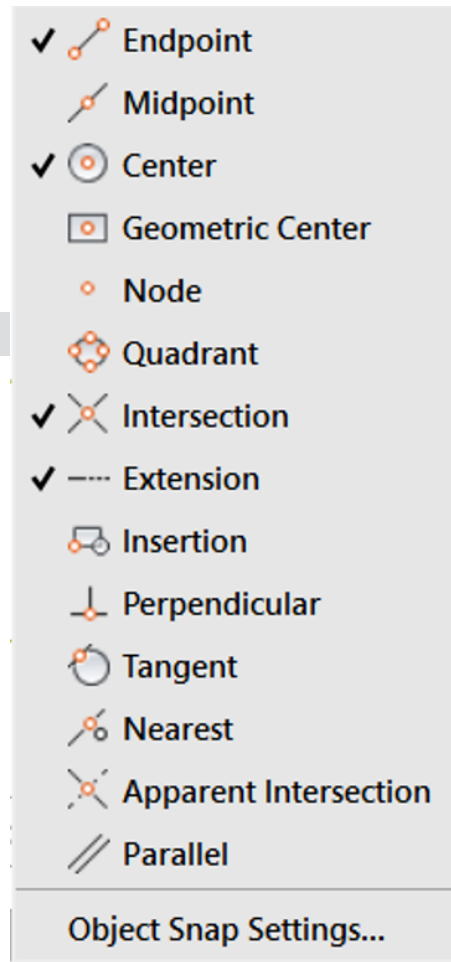 Endpoint
Midpoint
Center
Geometric Center
Node
Quadrant
Intersection
Extension
Insertion
Perpendicular
Tangent
Nearest
Apparent Intersection
Parallel
Object Snap Settings...